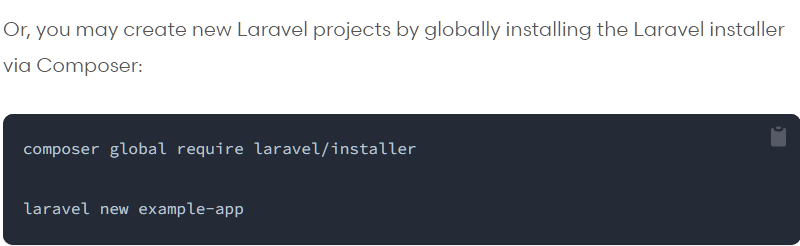 Or, you may create new Laravel projects by globally installing the Laravel installer
via Composer:
composer global require laravel/installer
laravel new example-app